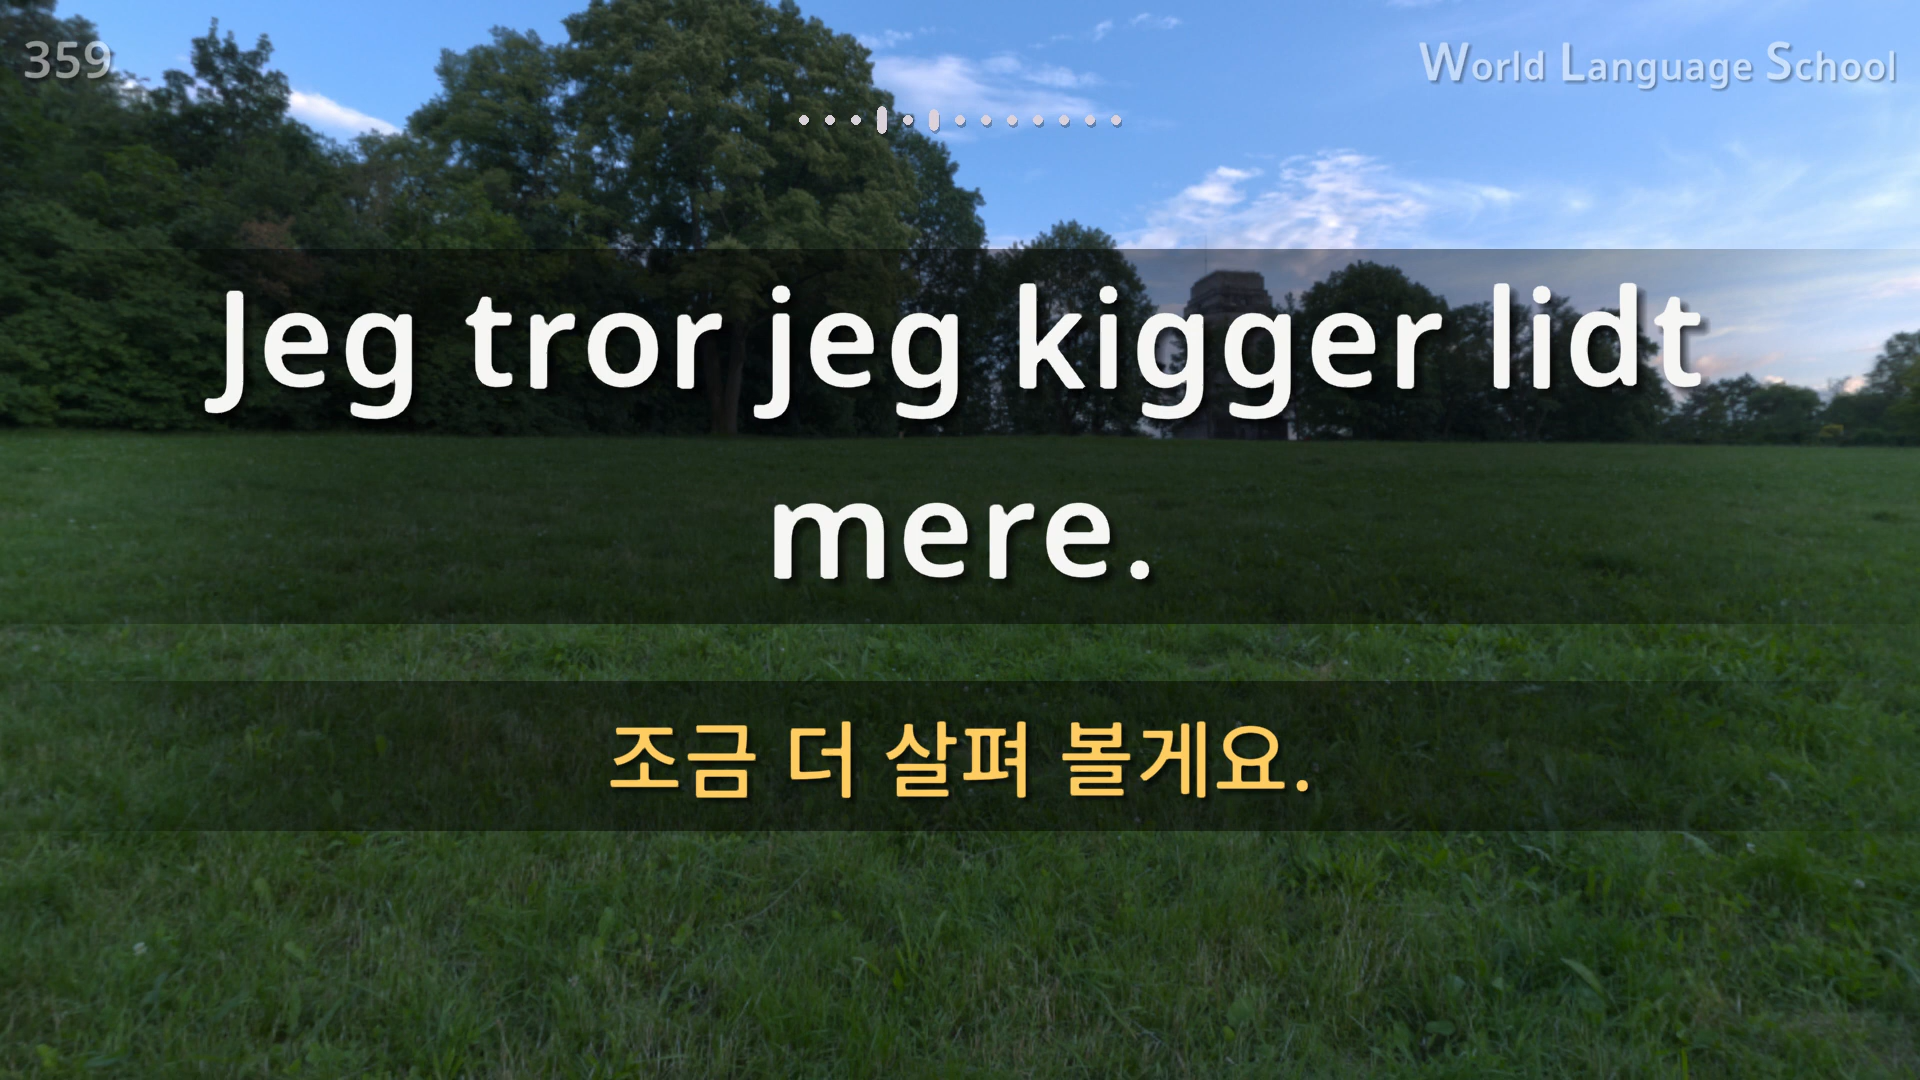 359
World Language School
Jeg tror jeg kigger lidt
mere.
조금 더 살펴 볼게요.